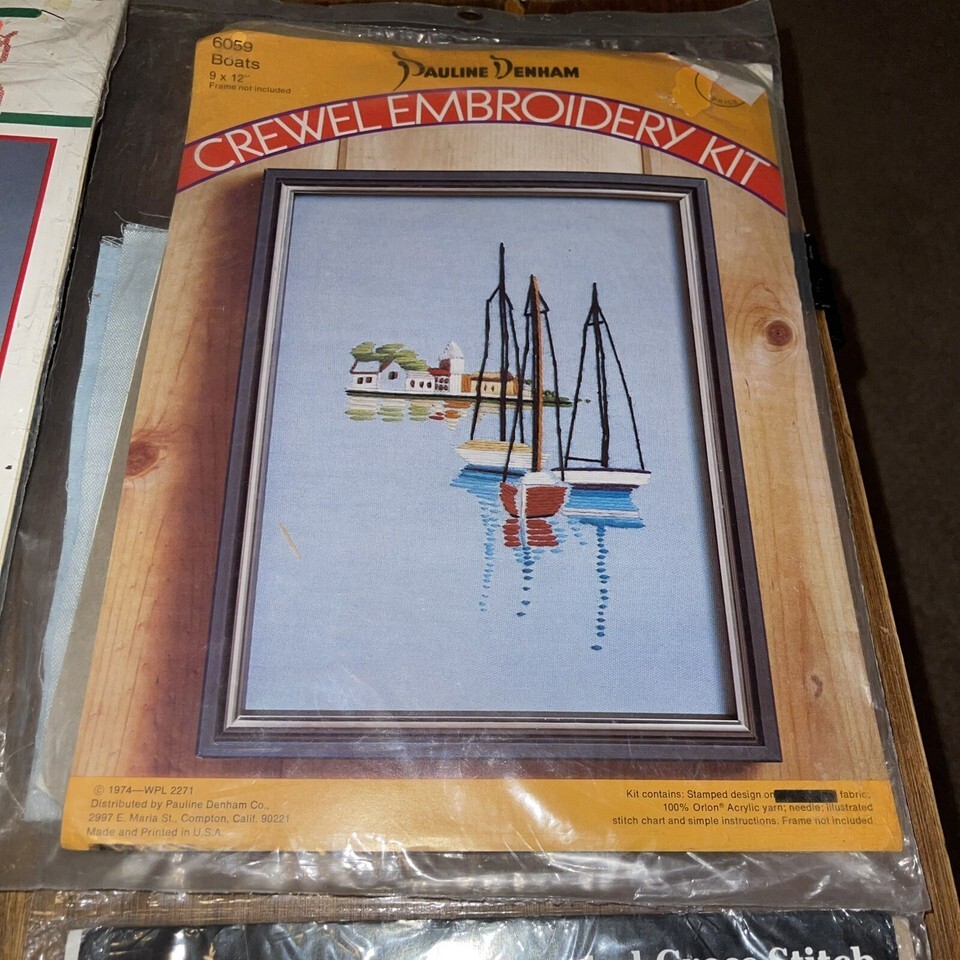 6059
Boats
9 x 12"
Frame not included
PAULINE DENHAM
PRICE
CREWEL EMBROIDERY KIT
© 1974—WPL 2271
Distributed by Pauline Denham Co.,
2997 E. Maria St., Compton, Calif. 90221
Made and Printed in U.S.A.
Kit contains: Stamped design on fabric,
100% Orlon® Acrylic yarn; needle; illustrated
stitch chart and simple instructions. Frame not included
Cross Stitch